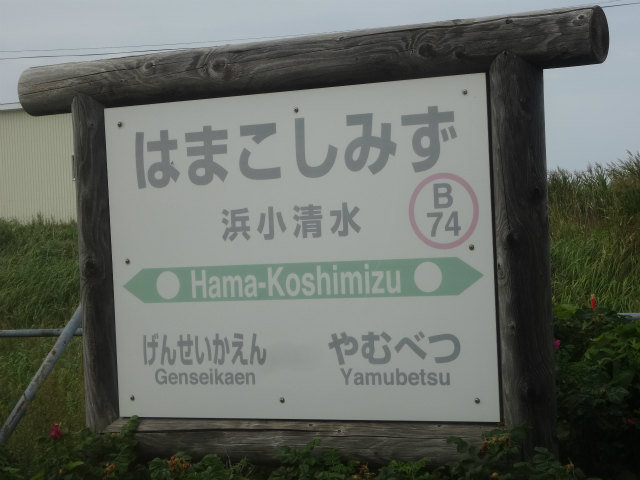 はまこしみず
浜小清水
B
74
Hama-Koshimizu
げんせいかえん
Genseikaen
やむべつ
Yamubetsu